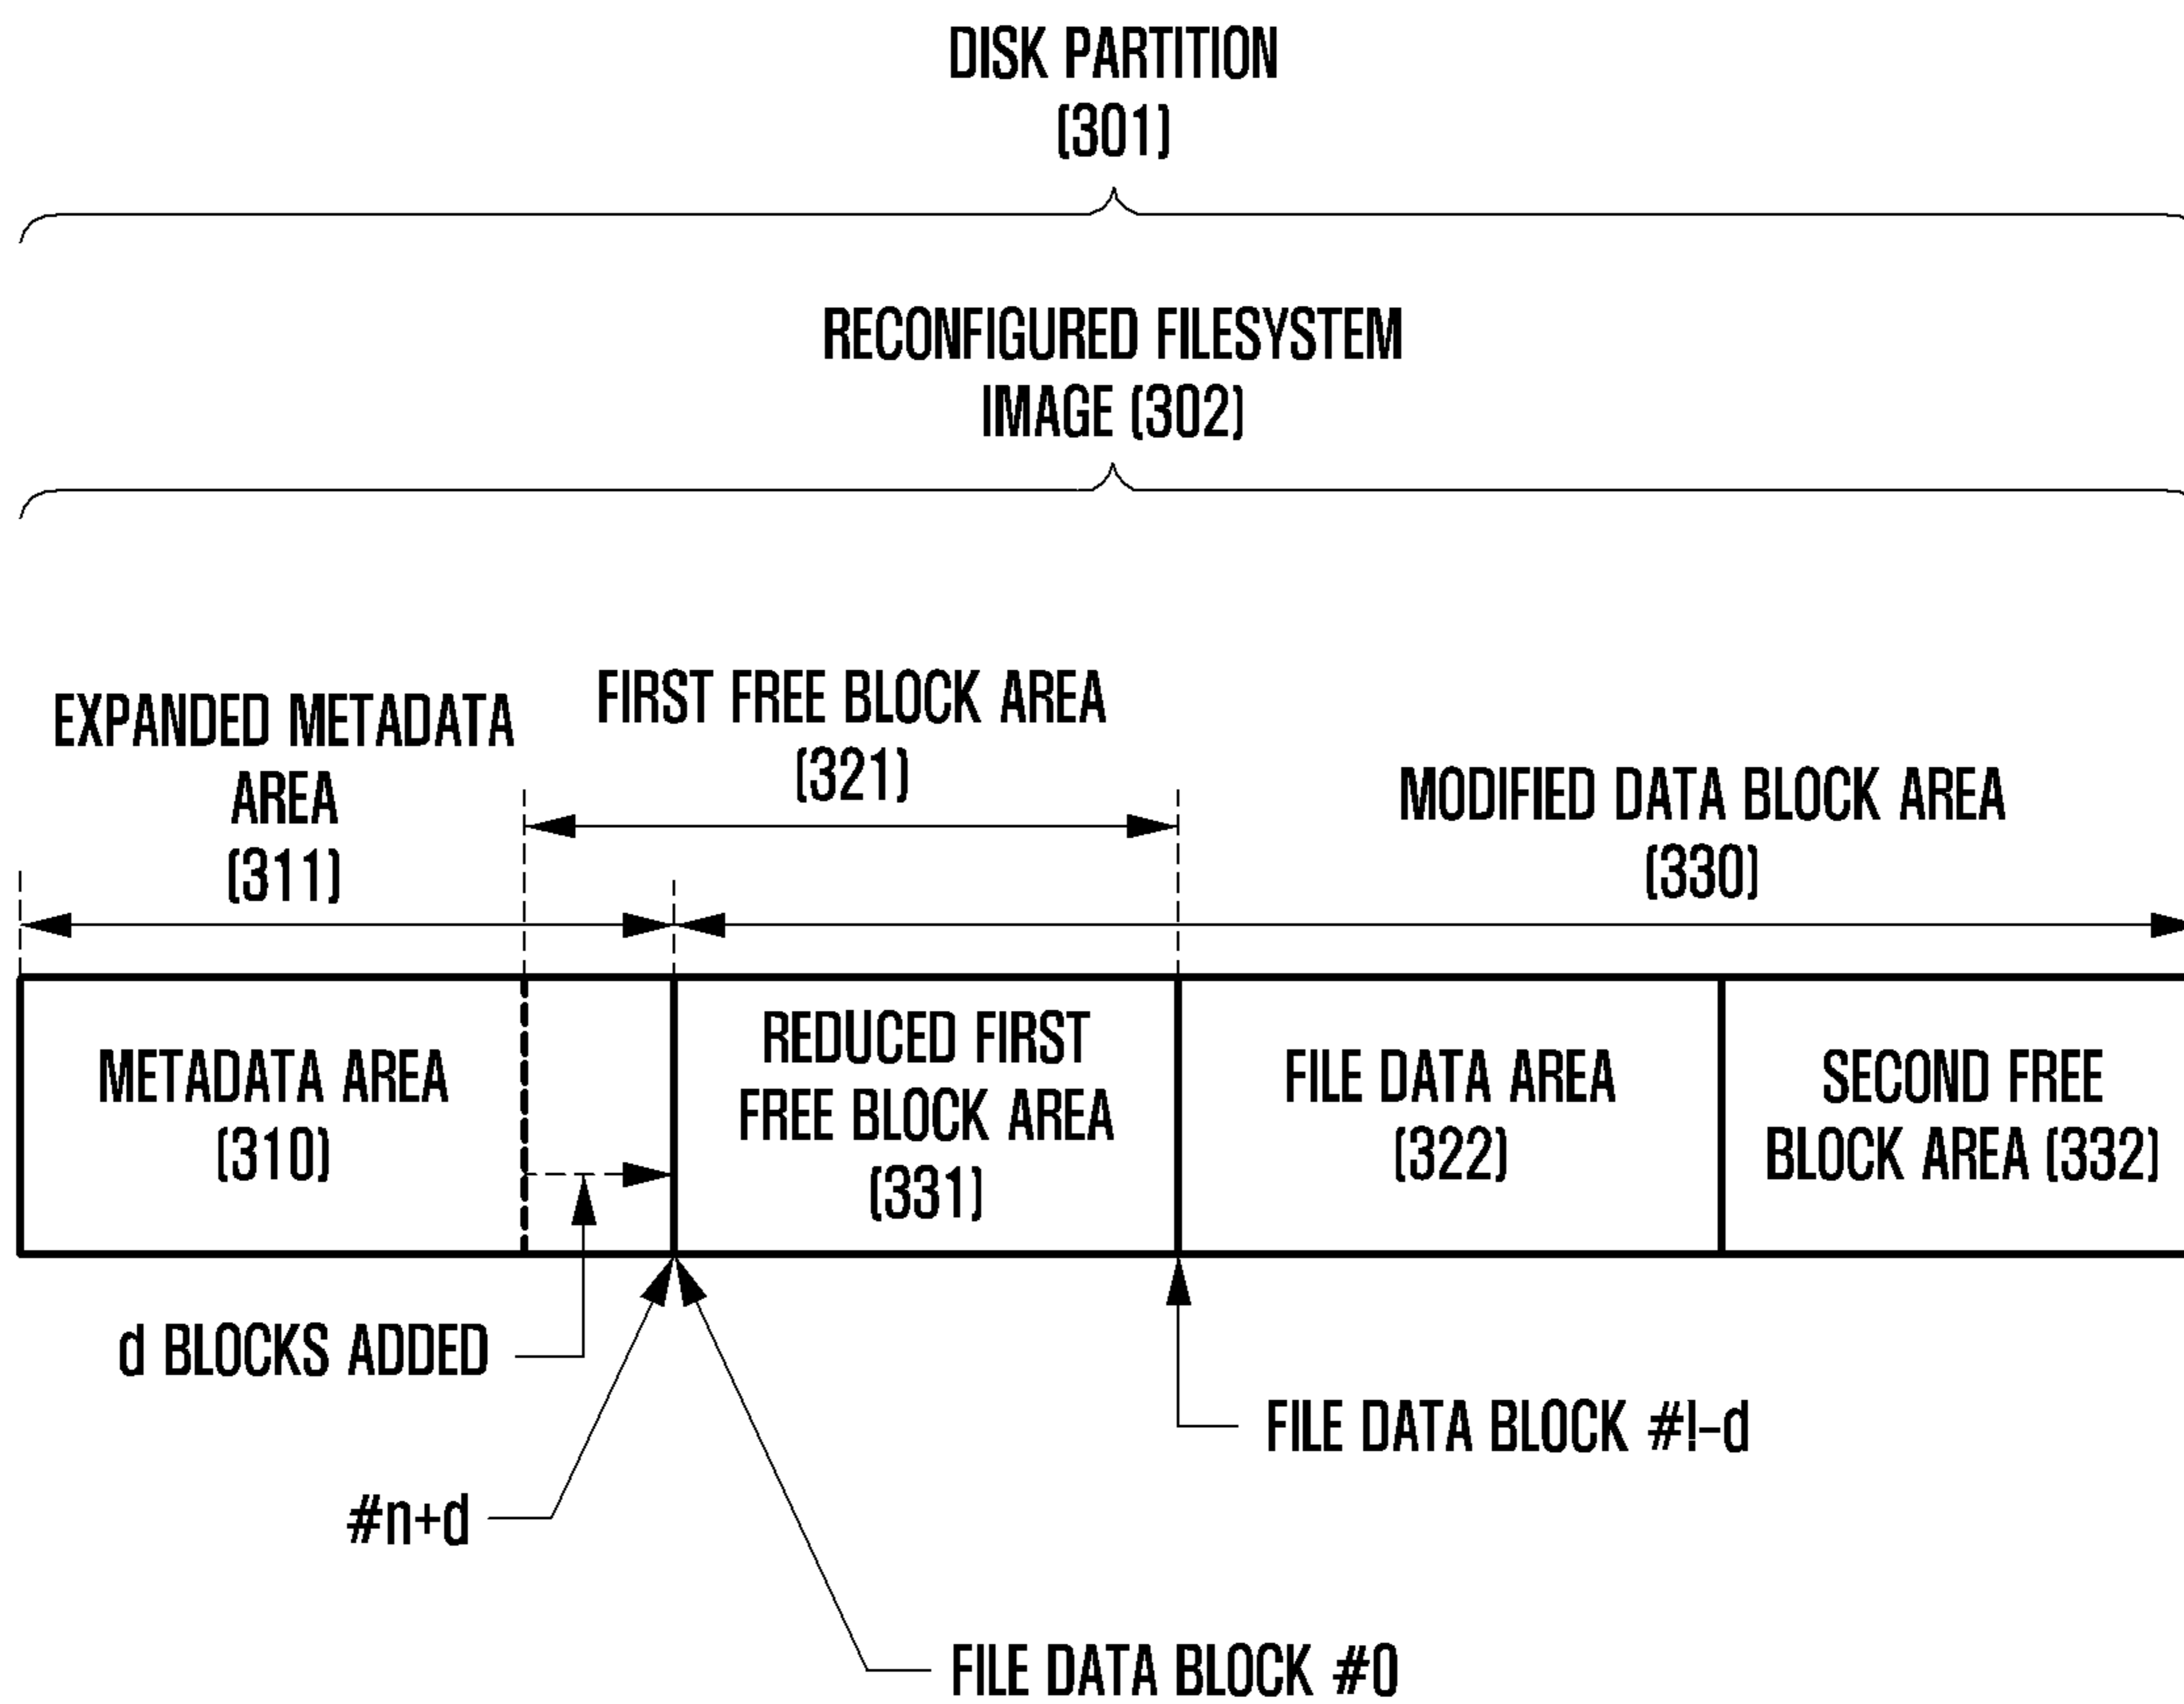 DISK PARTITION
(301)
RECONFIGURED FILESYSTEM
IMAGE (302)
EXPANDED METADATA
AREA
(311)
FIRST FREE BLOCK AREA
(321)
MODIFIED DATA BLOCK AREA
(330)
METADATA AREA
(310)
REDUCED FIRST
FREE BLOCK AREA
(331)
FILE DATA AREA
(322)
SECOND FREE
BLOCK AREA (332)
d BLOCKS ADDED
FILE DATA BLOCK #!-d
#n+d
FILE DATA BLOCK #0